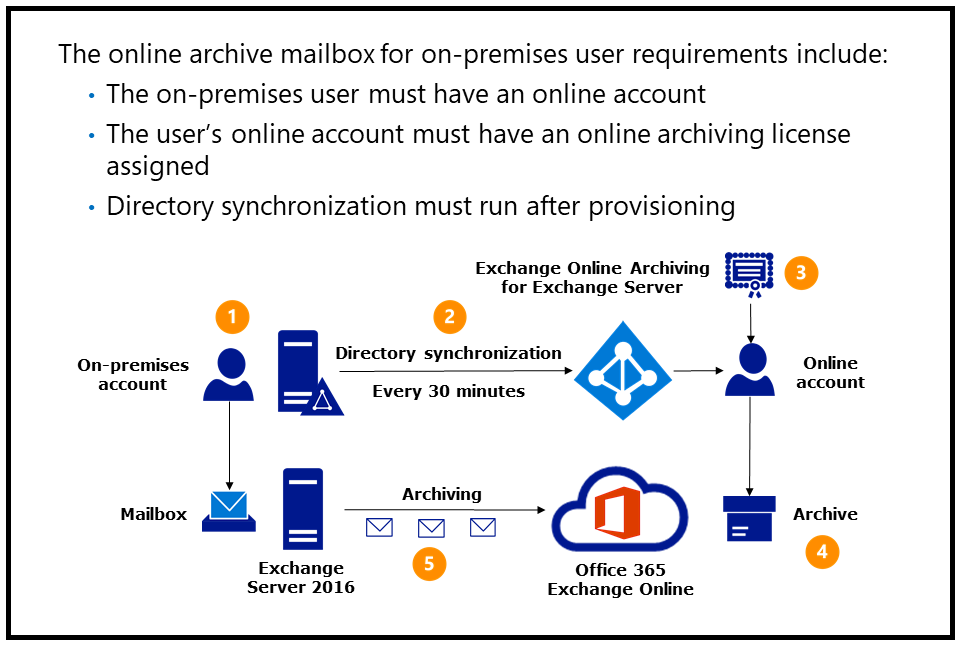 The online archive mailbox for on-premises user requirements include:
• The on-premises user must have an online account
• The user’s online account must have an online archiving license
assigned
• Directory synchronization must run after provisioning
Exchange Online Archiving
for Exchange Server
3
1
2
On-premises
account
Directory synchronization
Every 30 minutes
Online
account
Mailbox
Archiving
Archive
Exchange
Server 2016
5
Office 365
Exchange Online
4